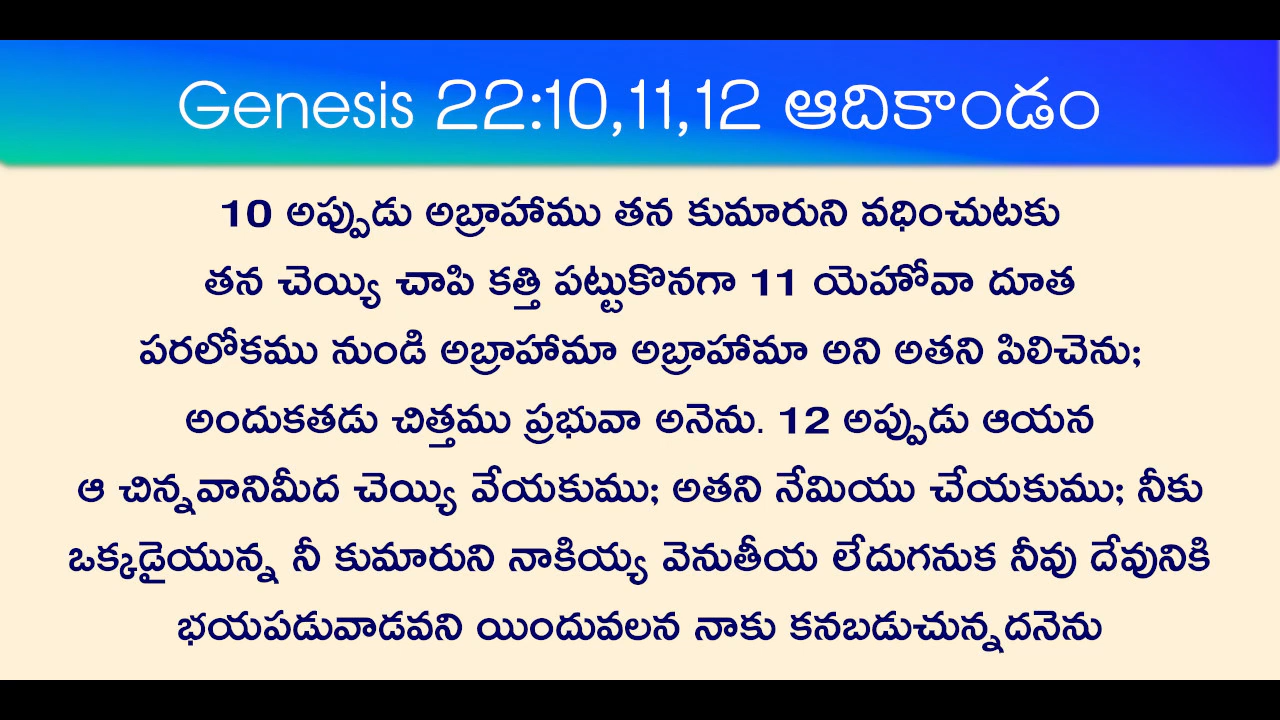 Genesis 22:10,11,12 ఆదికాండం
10 అప్పుడు అబ్రాహాము తన కుమారుని వధించుటకు
తన చెయ్యి చాపి కత్తి పట్టుకొనగా 11 యెహోవా దూత
పరలోకము నుండి అబ్రాహామా అబ్రాహామా అని అతని పిలిచెను;
అందుకతడు చిత్తము ప్రభువా అనెను. 12 అప్పుడు ఆయన
ఆ చిన్నవానిమీద చెయ్యి వేయకుము; అతని నేమియు చేయకుము; నీకు
ఒక్కడైయున్న నీ కుమారుని నాకియ్య వెనుతీయ లేదుగనుక నీవు దేవునికి
భయపడువాడవని యిందువలన నాకు కనబడుచున్నదనెను